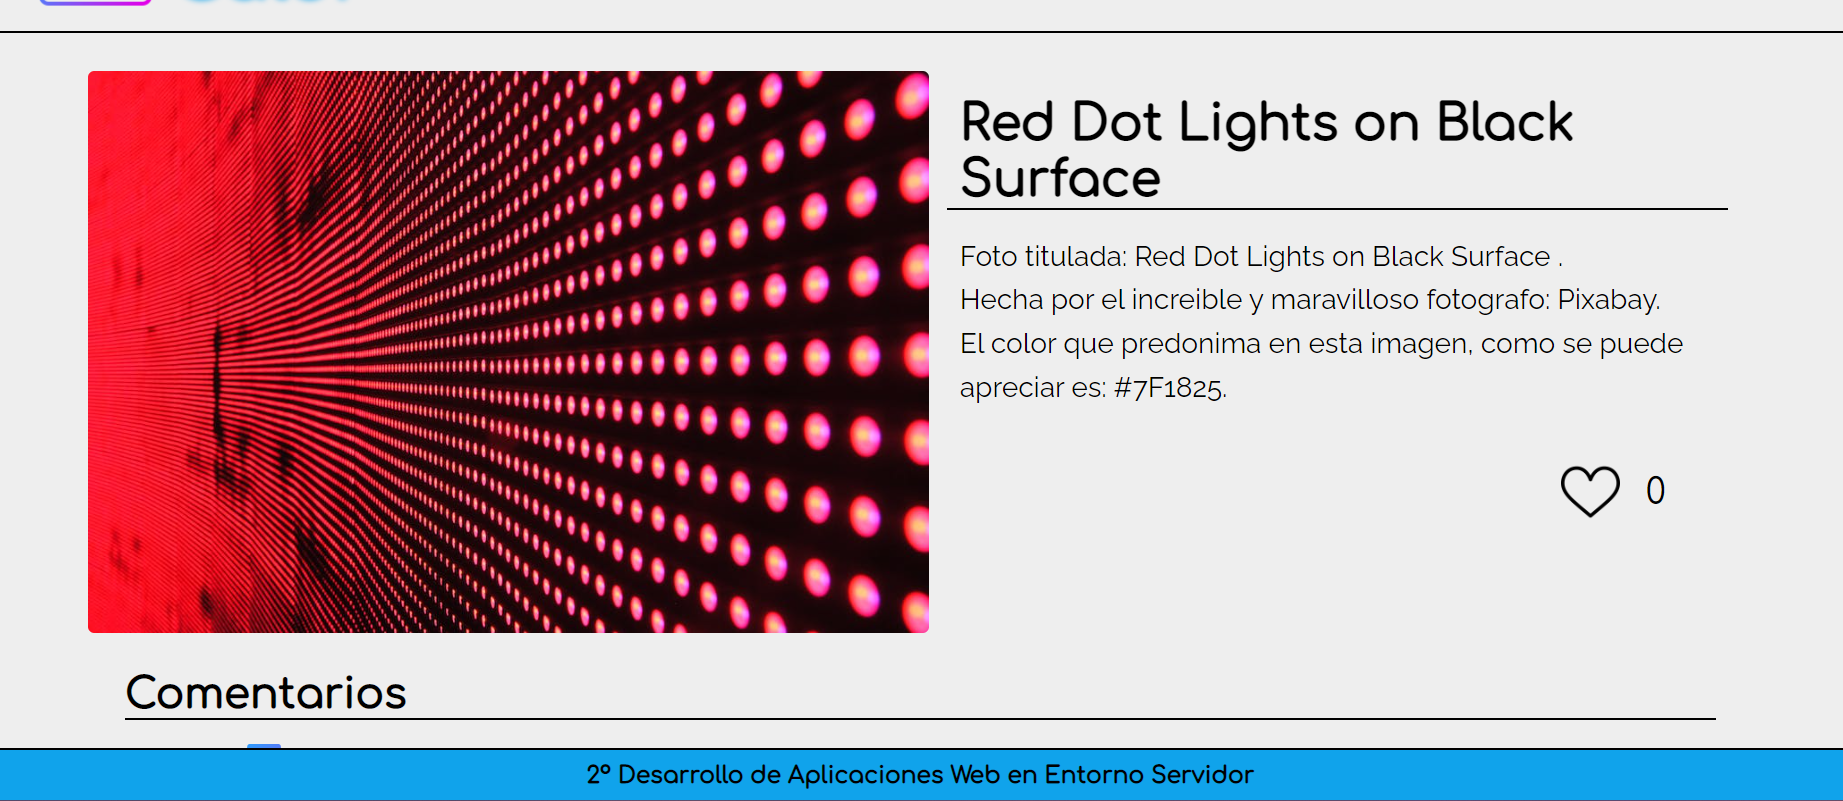 Red Dot Lights on Black
Surface
Foto titulada: Red Dot Lights on Black Surface .
Hecha por el increible y maravilloso fotografo: Pixabay.
El color que predonima en esta imagen, como se puede
apreciar es: #7F1825.
0
Comentarios
2º Desarrollo de Aplicaciones Web en Entorno Servidor